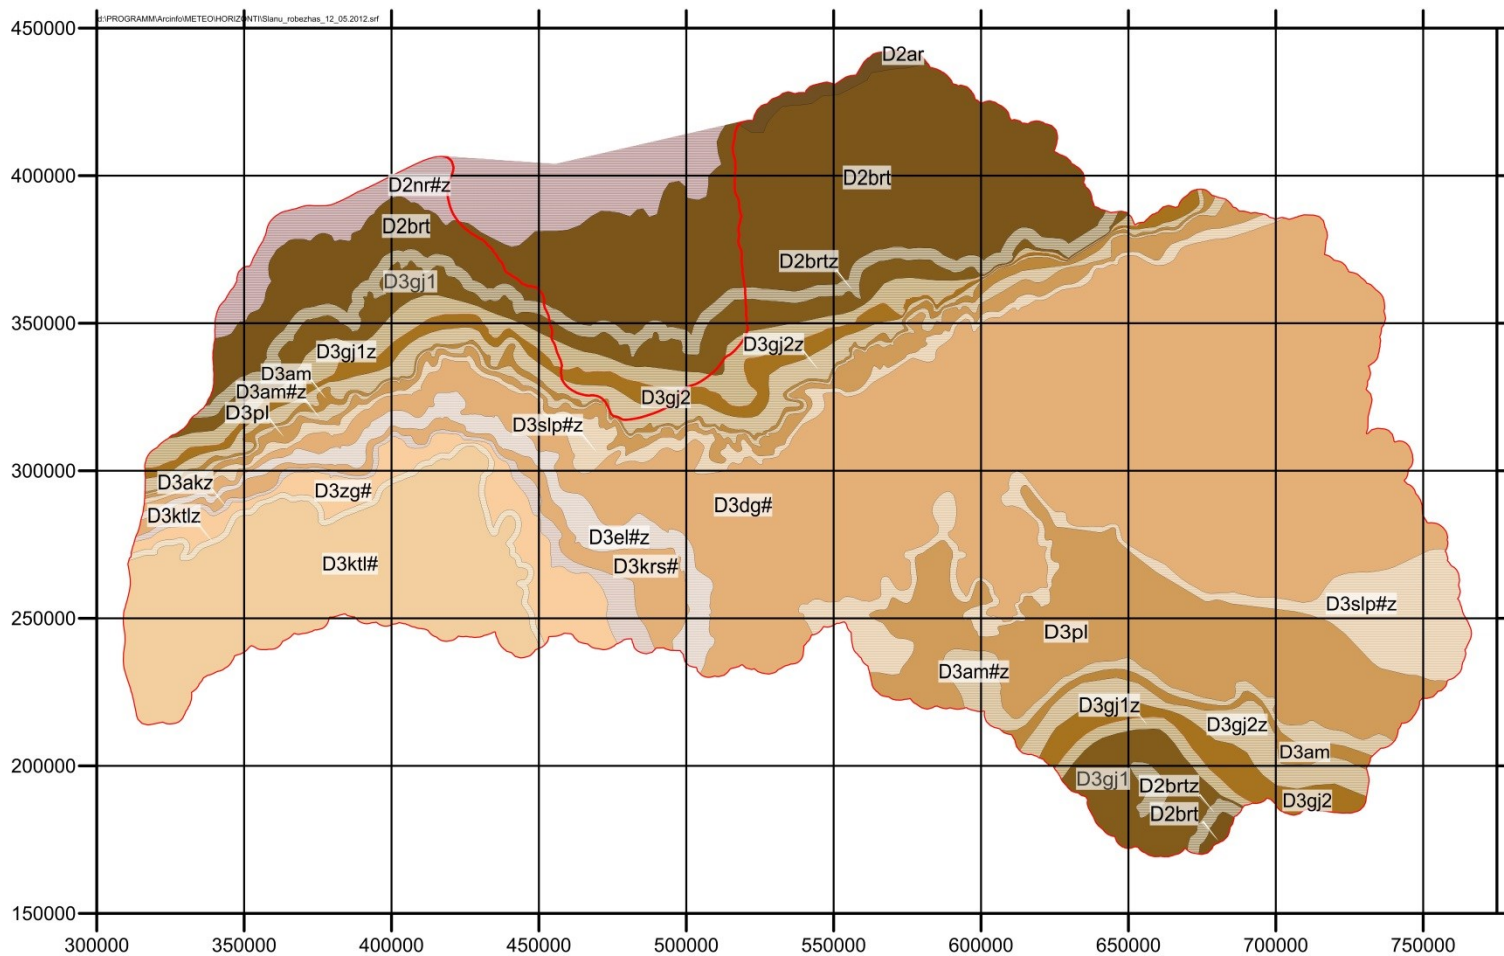 d:\PROGRAMM\Arcinfo\METEO\HORIZONTI\Slanu_robezhas_12_05.2012.srf
450000
D2ar
400000
D2nr#z
D2brt
D2brt
D2brtz
D3gj1
350000
D3gj1z
D3gj2z
D3am
D3am#z
D3gj2
D3pl
D3slp#z
300000
D3akz
D3zg#
D3dg#
D3ktlz
D3el#z
D3ktl#
D3krs#
250000
D3slp#z
D3pl
D3am#z
D3gj1z
D3gj2z
D3am
200000
D3gj1
D2brtz
D3gj2
D2brt
150000
300000 350000 400000 450000 500000 550000 600000 650000 700000 750000